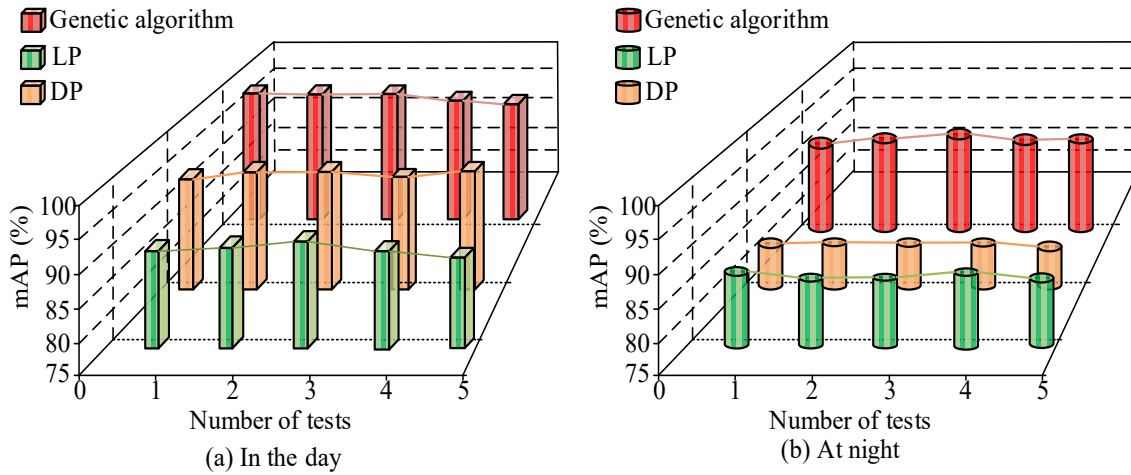 Genetic algorithm
LP
DP
mAP (%)
100
95
90
85
80
75
0
1
2
3
4
5
Number of tests
(a) In the day
Genetic algorithm
LP
DP
mAP (%)
100
95
90
85
80
75
0
1
2
3
4
5
Number of tests
(b) At night